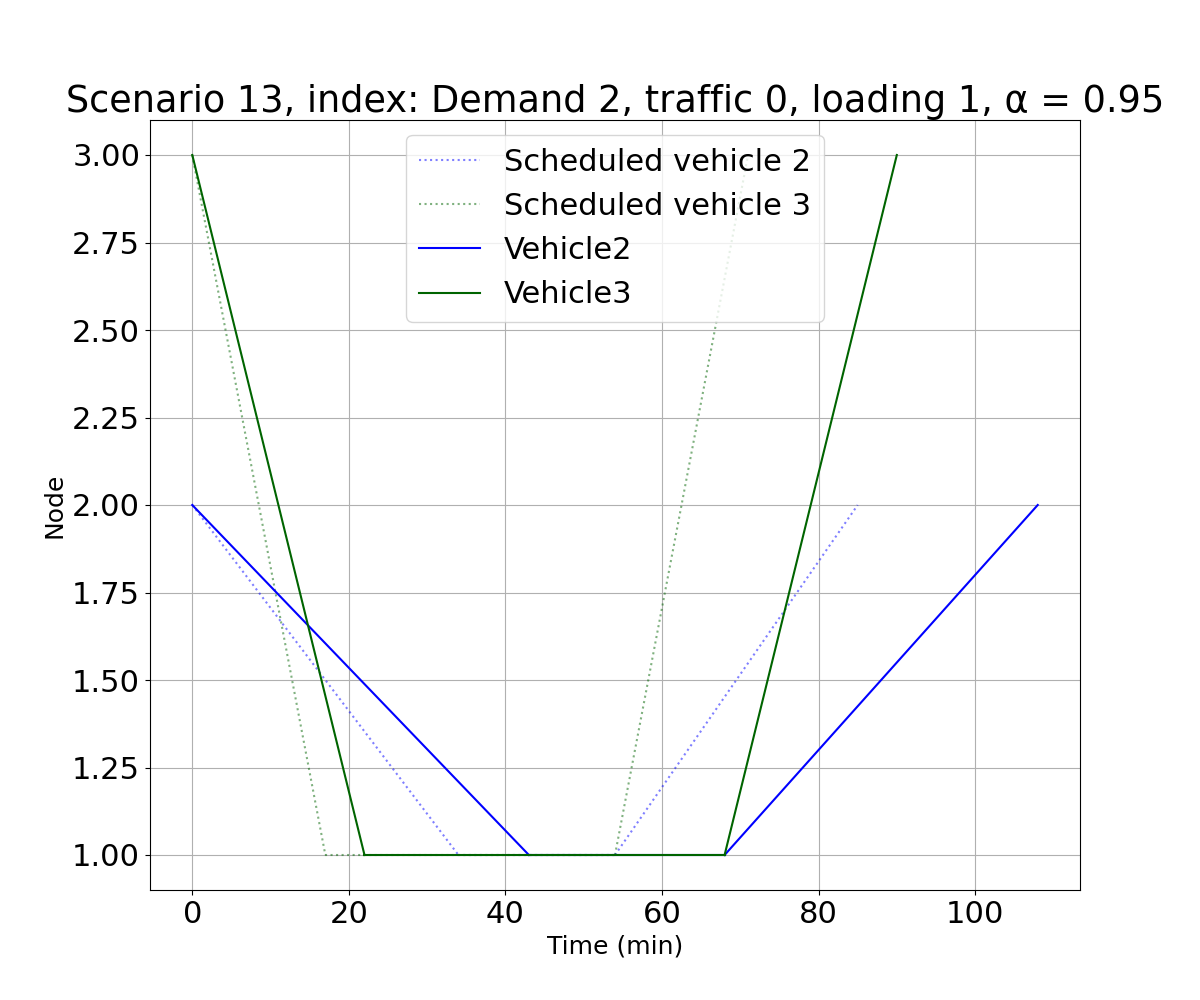 Scenario 13, index: Demand 2, traffic 0, loading 1, α = 0.95
Scheduled vehicle 2
Scheduled vehicle 3
Vehicle2
Vehicle3
3.00
2.75
2.50
2.25
2.00
1.75
1.50
1.25
1.00
Node
0 20 40 60 80 100
Time (min)